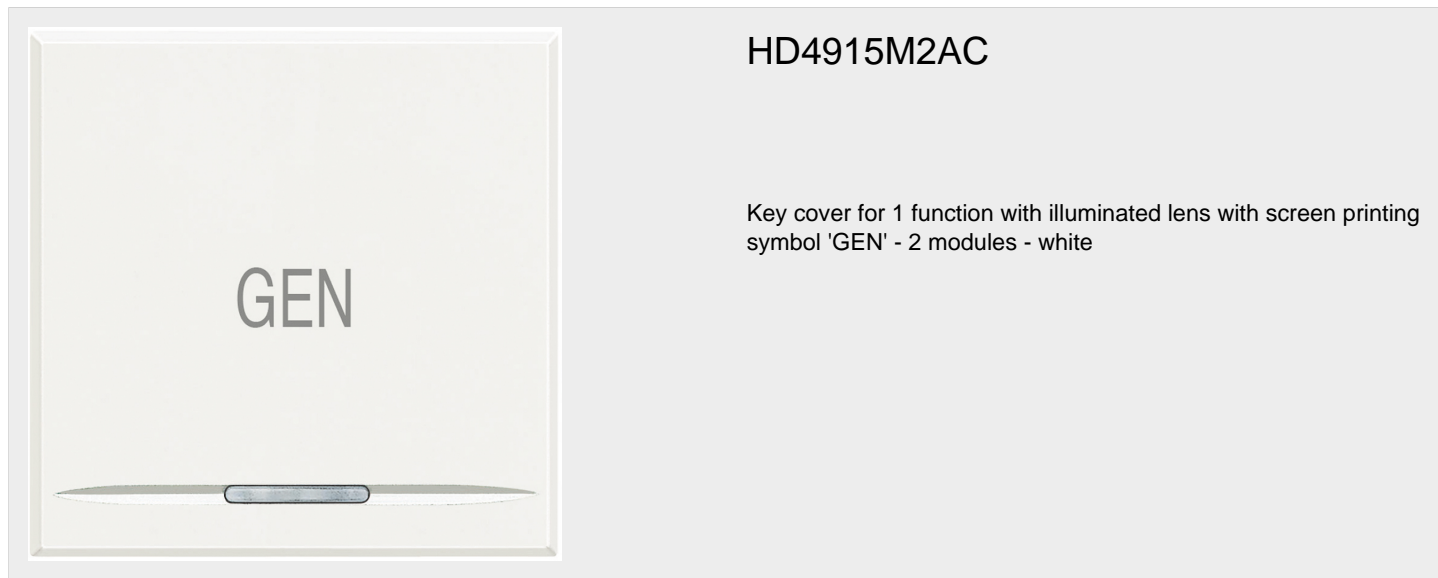 GEN
HD4915M2AC
Key cover for 1 function with illuminated lens with screen printing
symbol 'GEN' - 2 modules - white